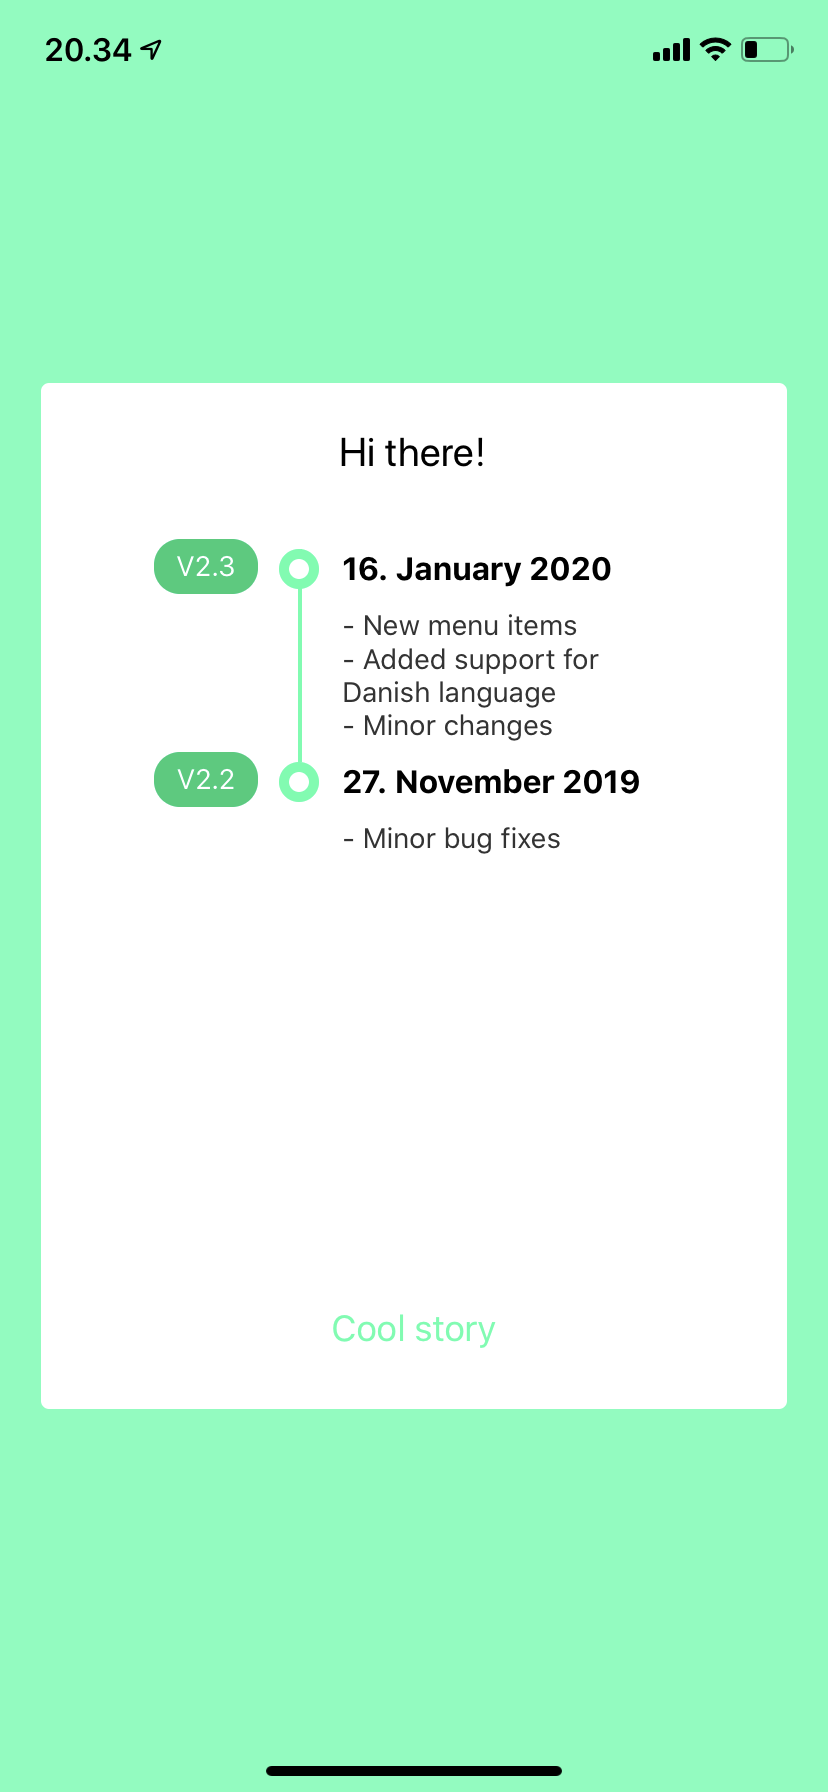 20.34
Hi there!
V2.3
16. January 2020
- New menu items
- Added support for
Danish language
- Minor changes
V2.2
27. November 2019
- Minor bug fixes
Cool story